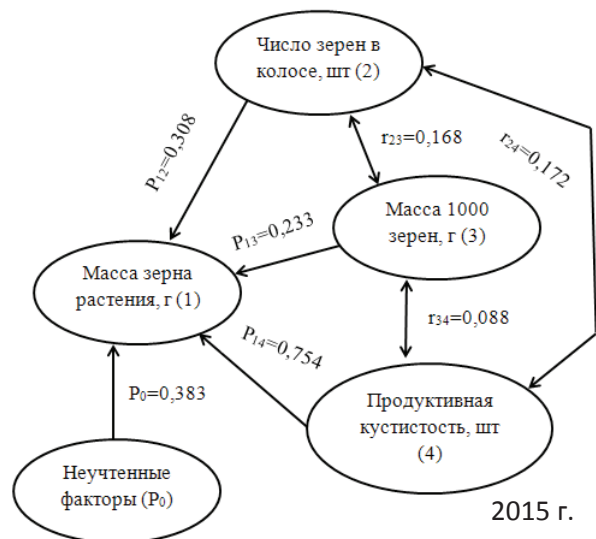 Число зерен в
колосе, шт (2)
P₁₂=0,308
r₂₃=0,168
r₂₄=0,172
Масса 1000
зерен, г (3)
P₁₃=0,233
Масса зерна
растения, г (1)
r₃₄=0,088
P₁₄=0,754
P₀=0,383
Продуктивная
кустистость, шт
(4)
Неучтенные
факторы (P₀)
2015 г.